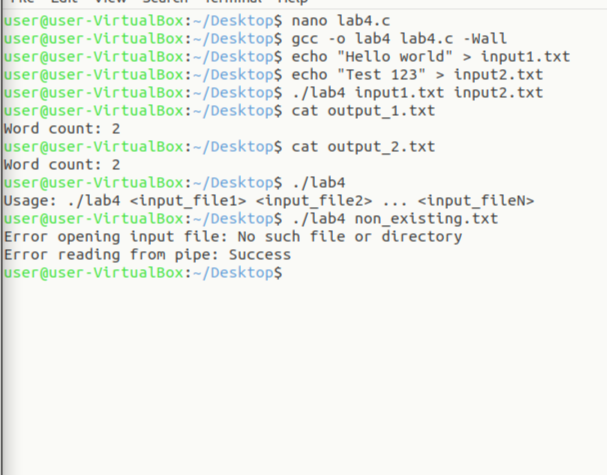 File Edit View Search Terminal Help
user@user-VirtualBox:~/Desktop$ nano lab4.c
user@user-VirtualBox:~/Desktop$ gcc -o lab4 lab4.c -Wall
user@user-VirtualBox:~/Desktop$ echo "Hello world" > input1.txt
user@user-VirtualBox:~/Desktop$ echo "Test 123" > input2.txt
user@user-VirtualBox:~/Desktop$ ./lab4 input1.txt input2.txt
user@user-VirtualBox:~/Desktop$ cat output_1.txt
Word count: 2
user@user-VirtualBox:~/Desktop$ cat output_2.txt
Word count: 2
user@user-VirtualBox:~/Desktop$ ./lab4
Usage: ./lab4 <input_file1> <input_file2> ... <input_fileN>
user@user-VirtualBox:~/Desktop$ ./lab4 non_existing.txt
Error opening input file: No such file or directory
Error reading from pipe: Success
user@user-VirtualBox:~/Desktop$